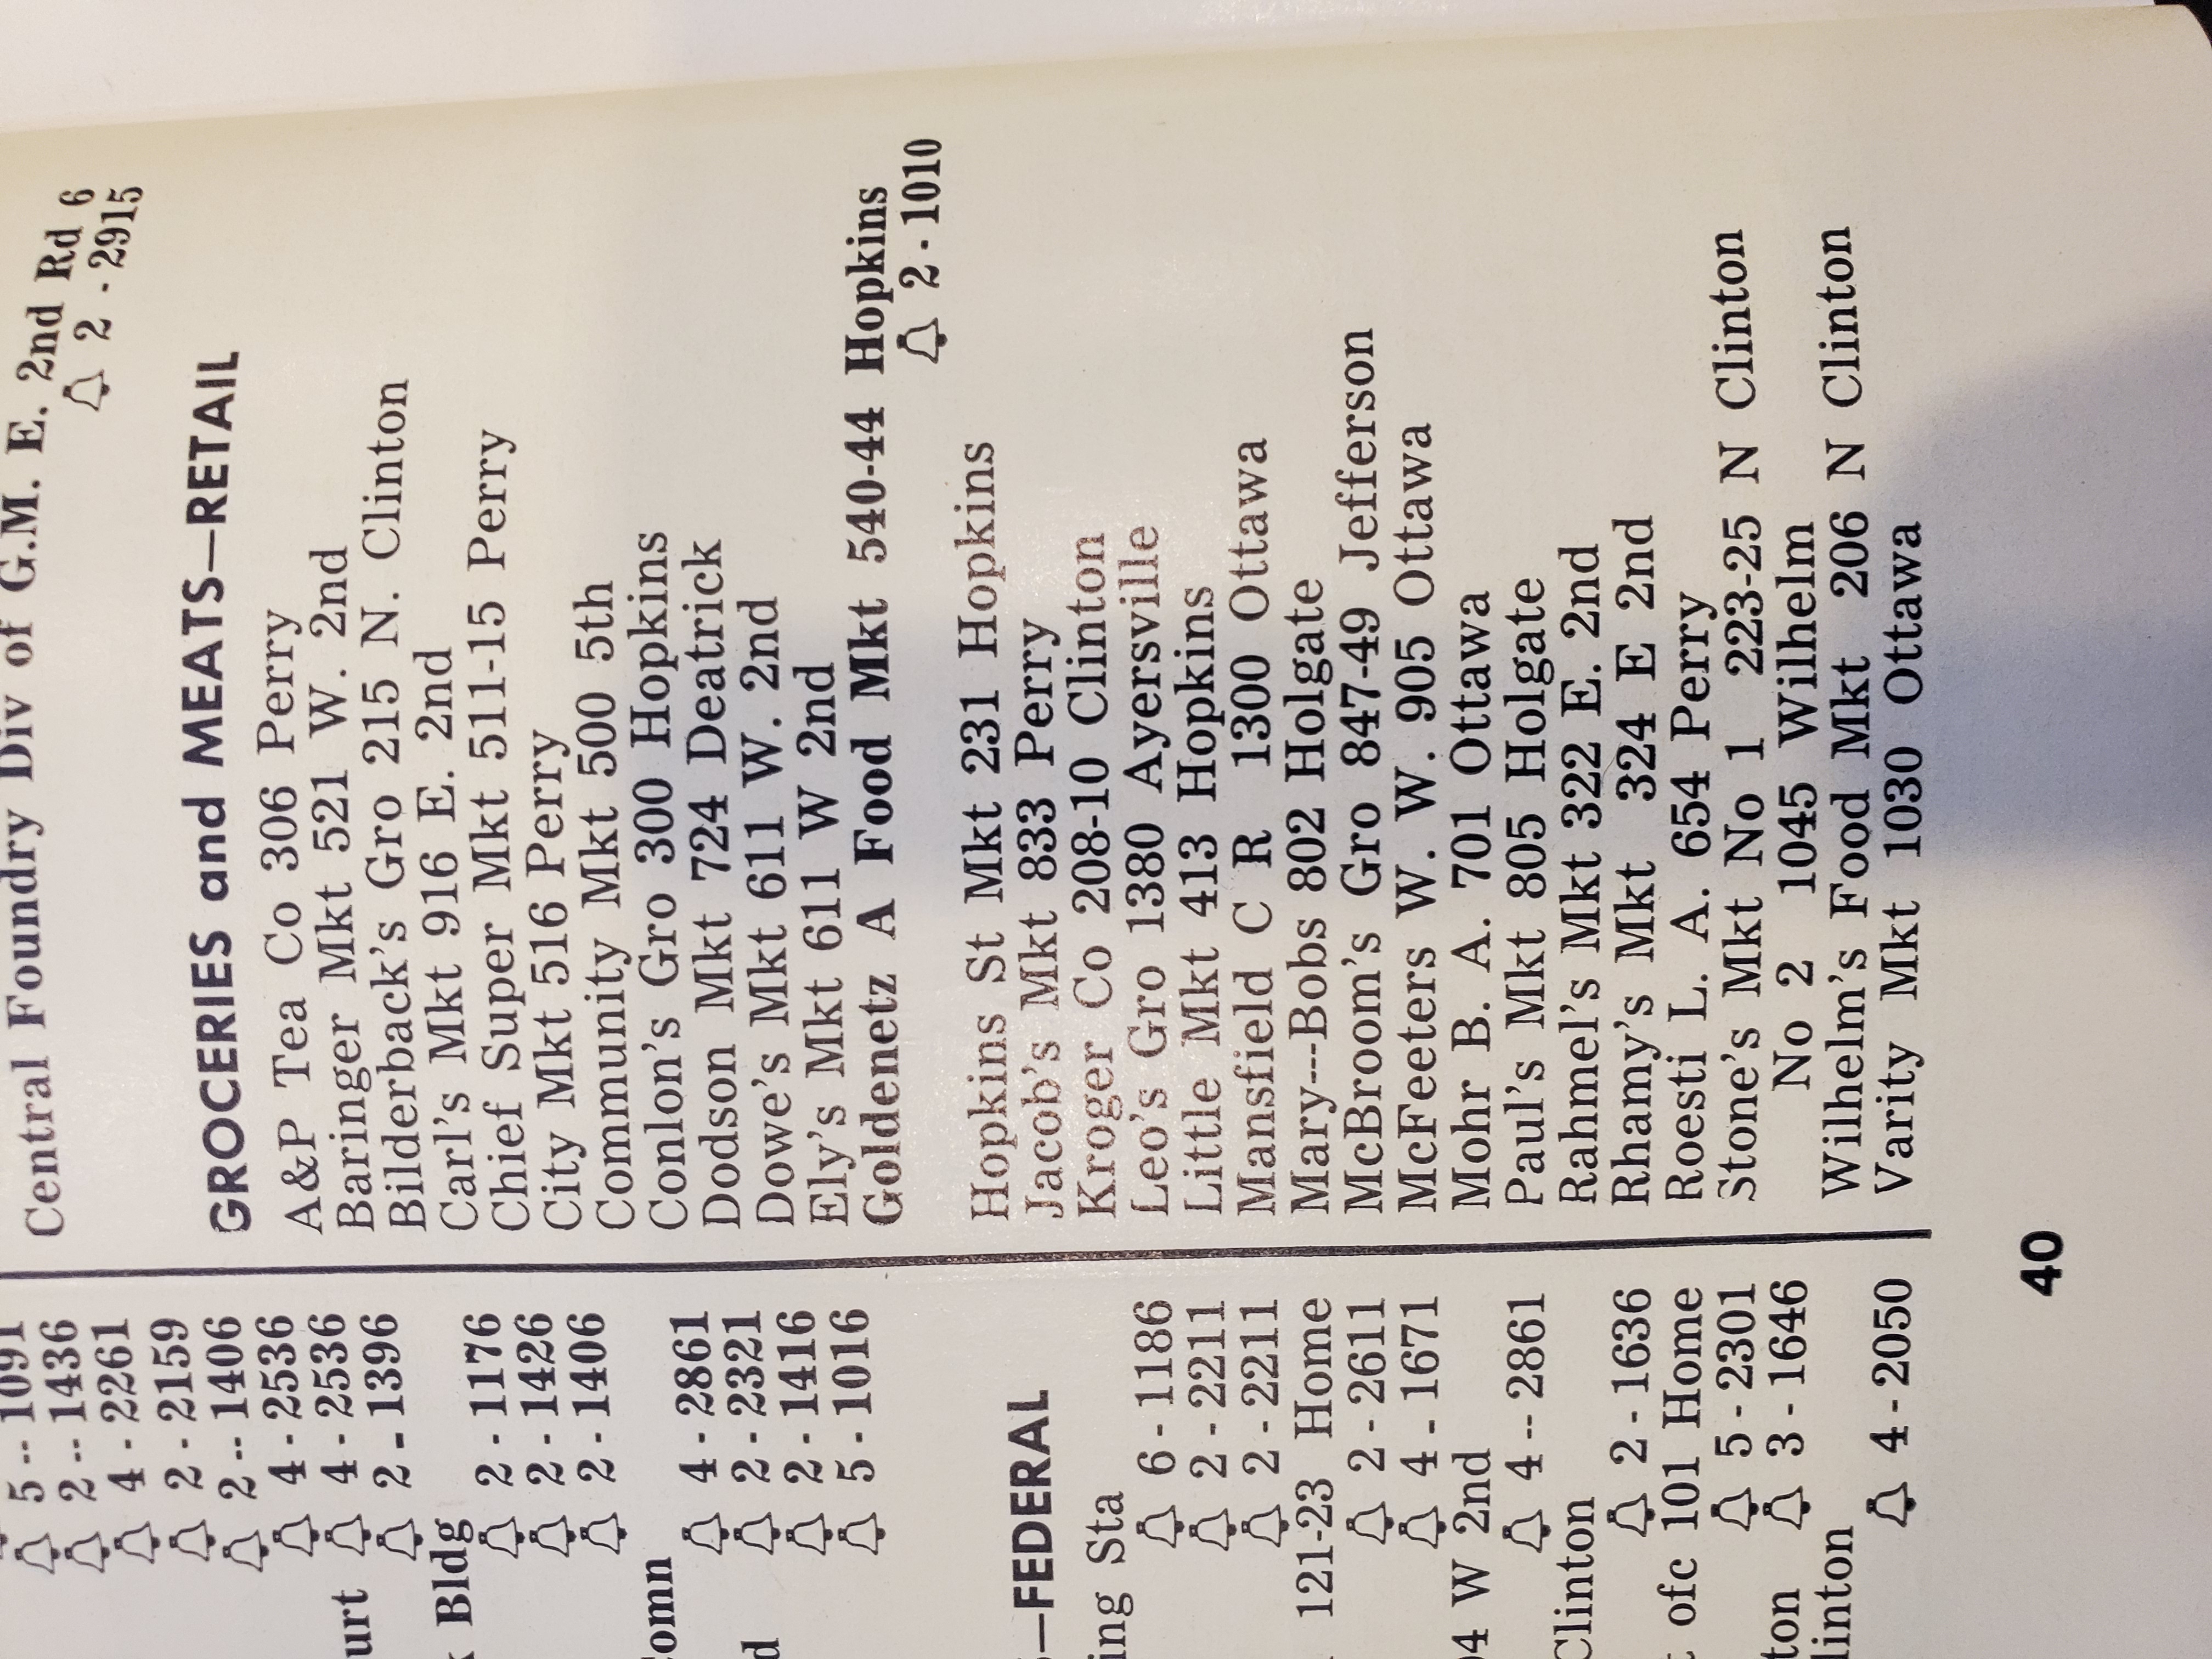 5 -- 1091
2 -- 1436
4 - 2261
2 - 2159
2 -- 1406
4 - 2536
urt 4 - 2536
2 - 1396
Bldg
2 - 1176
2 - 1426
2 - 1406
4 - 2861
2 - 2321
2 - 1416
5 - 1016
—FEDERAL
ing Sta
6 - 1186
2 - 2211
2 - 2211
121-23 Home
2 - 2611
4 - 1671
04 W 2nd
4 -- 2861
Clinton
2 - 1636
ofc 101 Home
5 - 2301
ton 3 - 1646
linton
4 - 2050
Central Foundry Div of G.M. E. 2nd Rd 6
2 - 2915
GROCERIES and MEATS—RETAIL
A&P Tea Co 306 Perry
Baringer Mkt 521 W. 2nd
Bilderback's Gro 215 N. Clinton
Carl's Mkt 916 E. 2nd
Chief Super Mkt 511-15 Perry
City Mkt 516 Perry
Community Mkt 500 5th
Conlon's Gro 300 Hopkins
Dodson Mkt 724 Deatrick
Dowe's Mkt 611 W. 2nd
Ely's Mkt 611 W 2nd
Goldenetz A Food Mkt 540-44 Hopkins
2 - 1010
Hopkins St Mkt 231 Hopkins
Jacob's Mkt 833 Perry
Kroger Co 208-10 Clinton
Leo's Gro 1380 Ayersville
Little Mkt 413 Hopkins
Mansfield C R 1300 Ottawa
Mary---Bobs 802 Holgate
McBroom's Gro 847-49 Jefferson
McFeeters W. W. 905 Ottawa
Mohr B. A. 701 Ottawa
Paul's Mkt 805 Holgate
Rahmel's Mkt 322 E. 2nd
Rhamy's Mkt 324 E 2nd
Roesti L. A. 654 Perry
Stone's Mkt No 1 223-25 N Clinton
No 2 1045 Wilhelm
Wilhelm's Food Mkt 206 N Clinton
Varity Mkt 1030 Ottawa
40